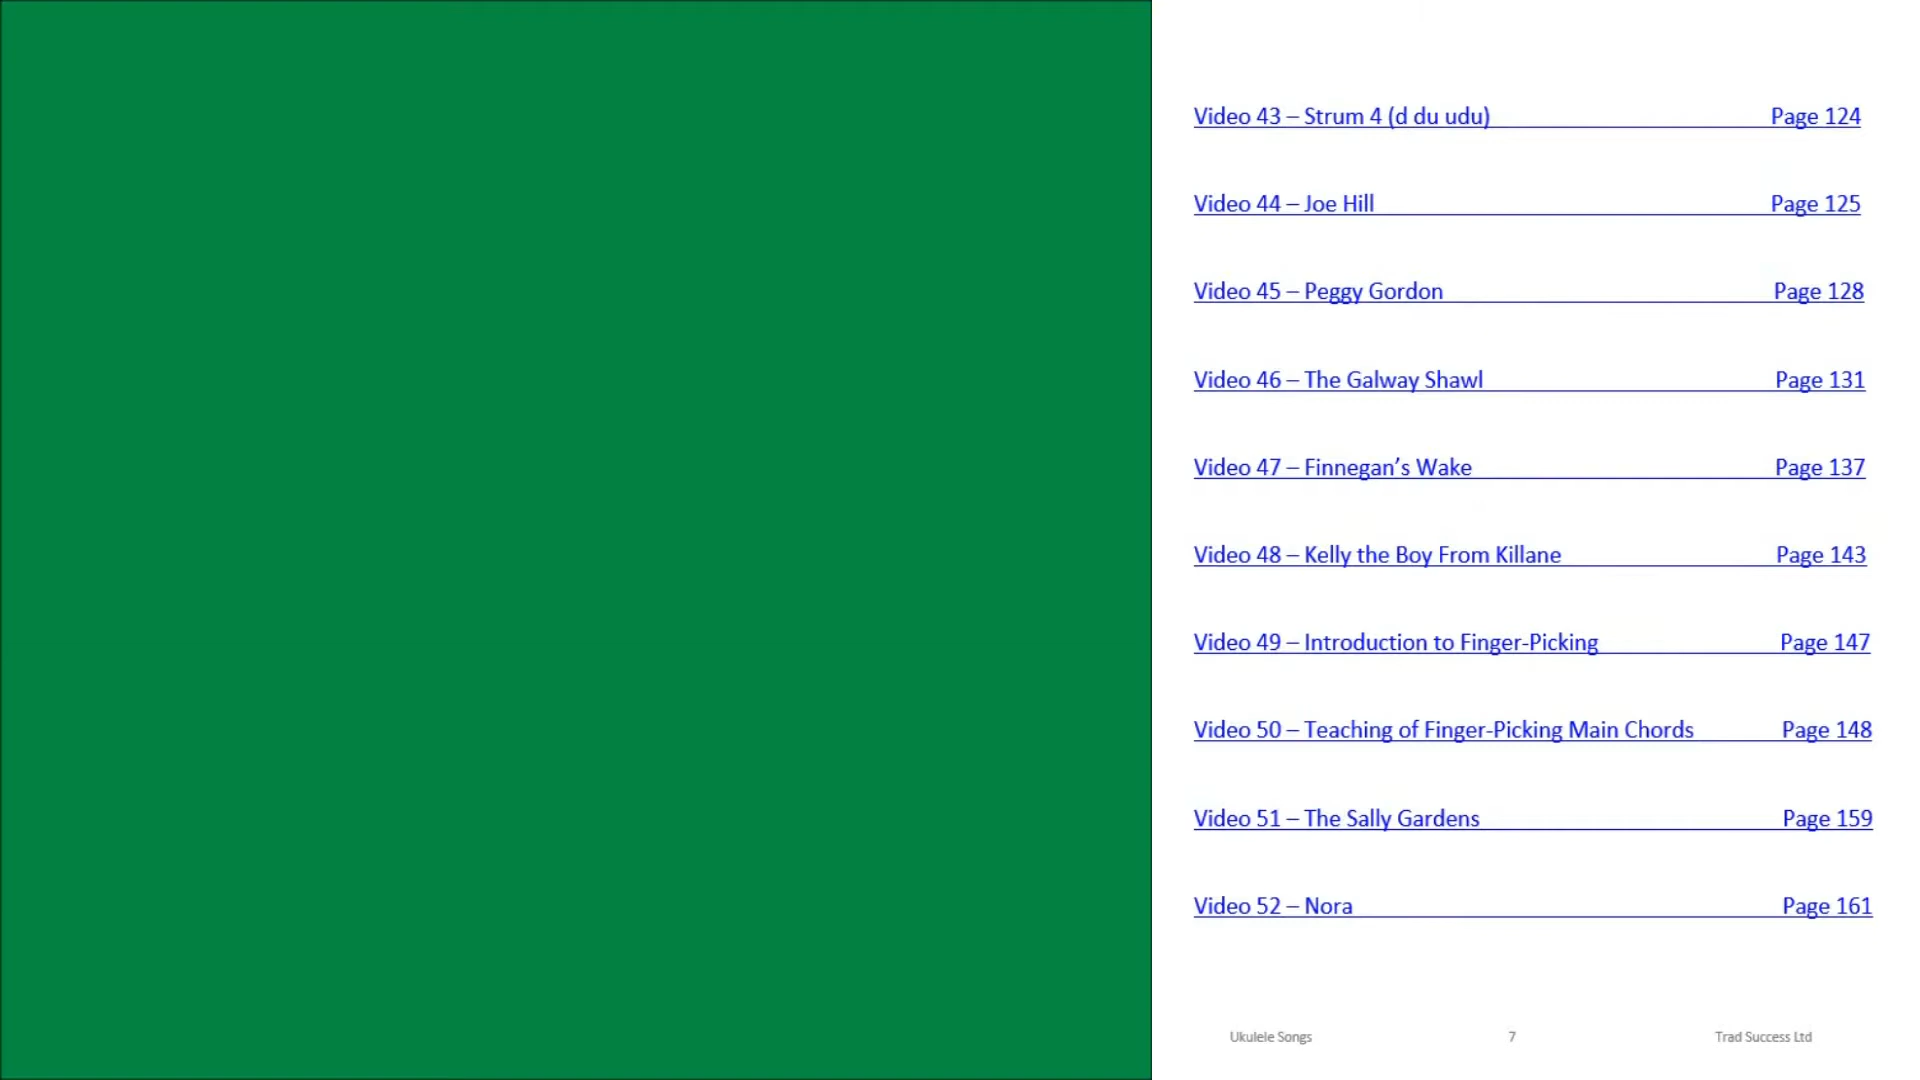 Video 43 – Strum 4 (d du udu) Page 124
Video 44 – Joe Hill Page 125
Video 45 – Peggy Gordon Page 128
Video 46 – The Galway Shawl Page 131
Video 47 – Finnegan’s Wake Page 137
Video 48 – Kelly the Boy From Killane Page 143
Video 49 – Introduction to Finger-Picking Page 147
Video 50 – Teaching of Finger-Picking Main Chords Page 148
Video 51 – The Sally Gardens Page 159
Video 52 – Nora Page 161
Ukulele Songs 7 Trad Success Ltd